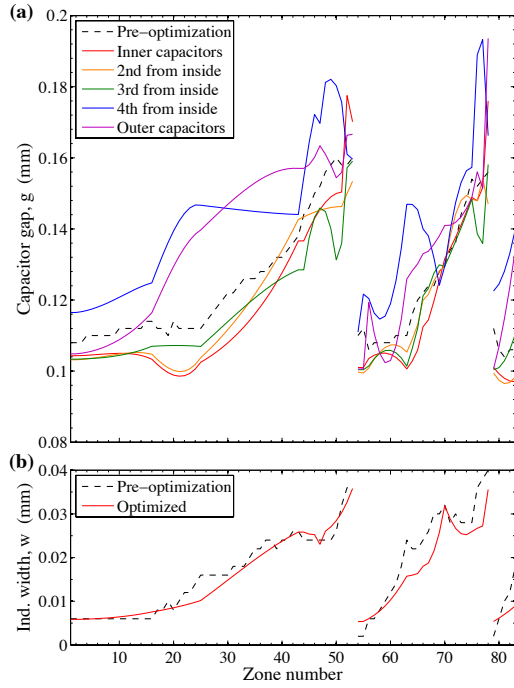 (a)
0.2
Pre−optimization
Inner capacitors
2nd from inside
3rd from inside
4th from inside
Outer capacitors
0.18
0.16
0.14
0.12
0.1
0.08
Capacitor gap, g (mm)
(b)
0.04
Pre−optimization
Optimized
0.03
0.02
0.01
0
Ind. width, w (mm)
10 20 30 40 50 60 70 80
Zone number